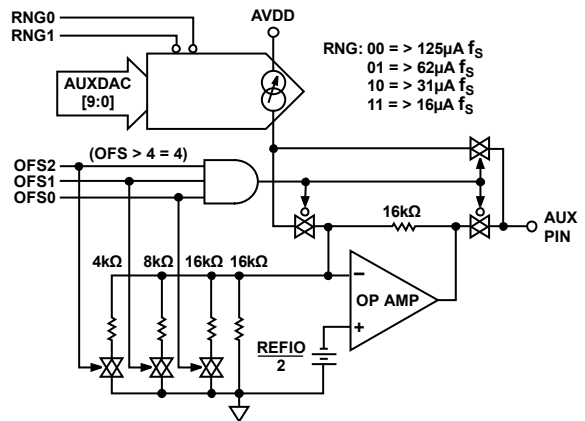 RNG0
RNG1
AVDD
AUXDAC
[9:0]
RNG: 00 = > 125µA fS
01 = > 62µA fS
10 = > 31µA fS
11 = > 16µA fS
(OFS > 4 = 4)
OFS2
OFS1
OFS0
16kΩ
AUX
PIN
4kΩ 8kΩ 16kΩ 16kΩ
−
OP AMP
+
REFIO
2